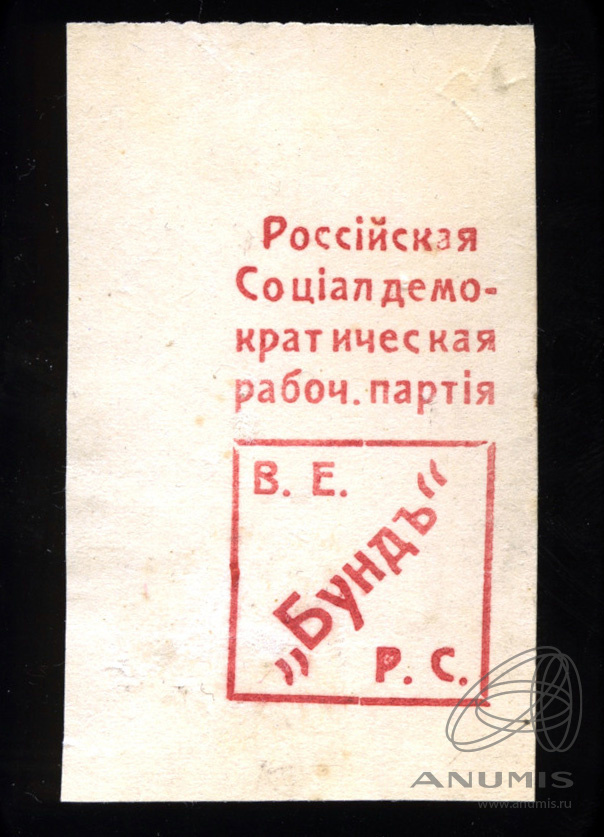 Россійская
Соціалдемо-
кратическая
рабоч. партія
В. Е.
„Бундъ“
Р. С.
ANUMIS
www.anumis.ru